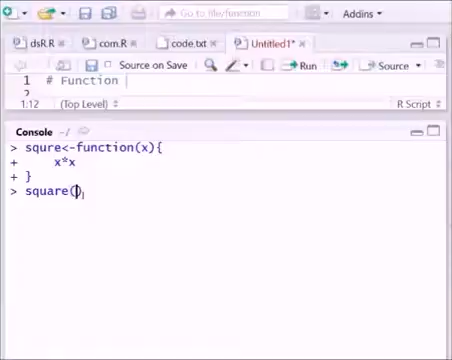 Go to file/function Addins
dsR.R com.R code.txt Untitled1*
Source on Save Run Source
1 # Function
2
1:12 (Top Level) R Script
Console ~/
> squre<-function(x){
+ x*x
+ }
> square()